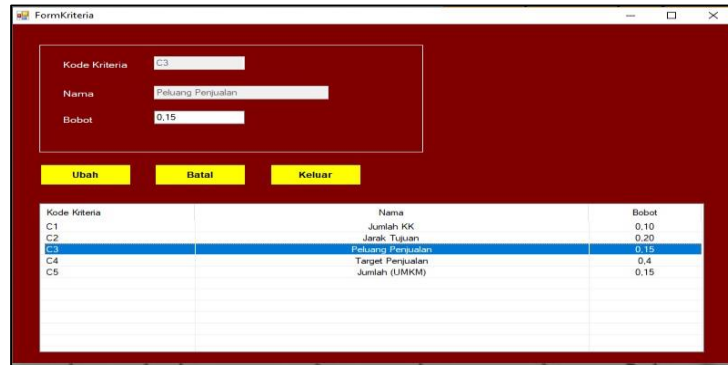 FormKriteria
Kode Kriteria C3
Nama Peluang Penjualan
Bobot 0,15
Ubah Batal Keluar
Kode Kriteria Nama Bobot
C1 Jumlah KK 0,10
C2 Jarak Tujuan 0,20
C3 Peluang Penjualan 0,15
C4 Target Penjualan 0,4
C5 Jumlah (UMKM) 0,15